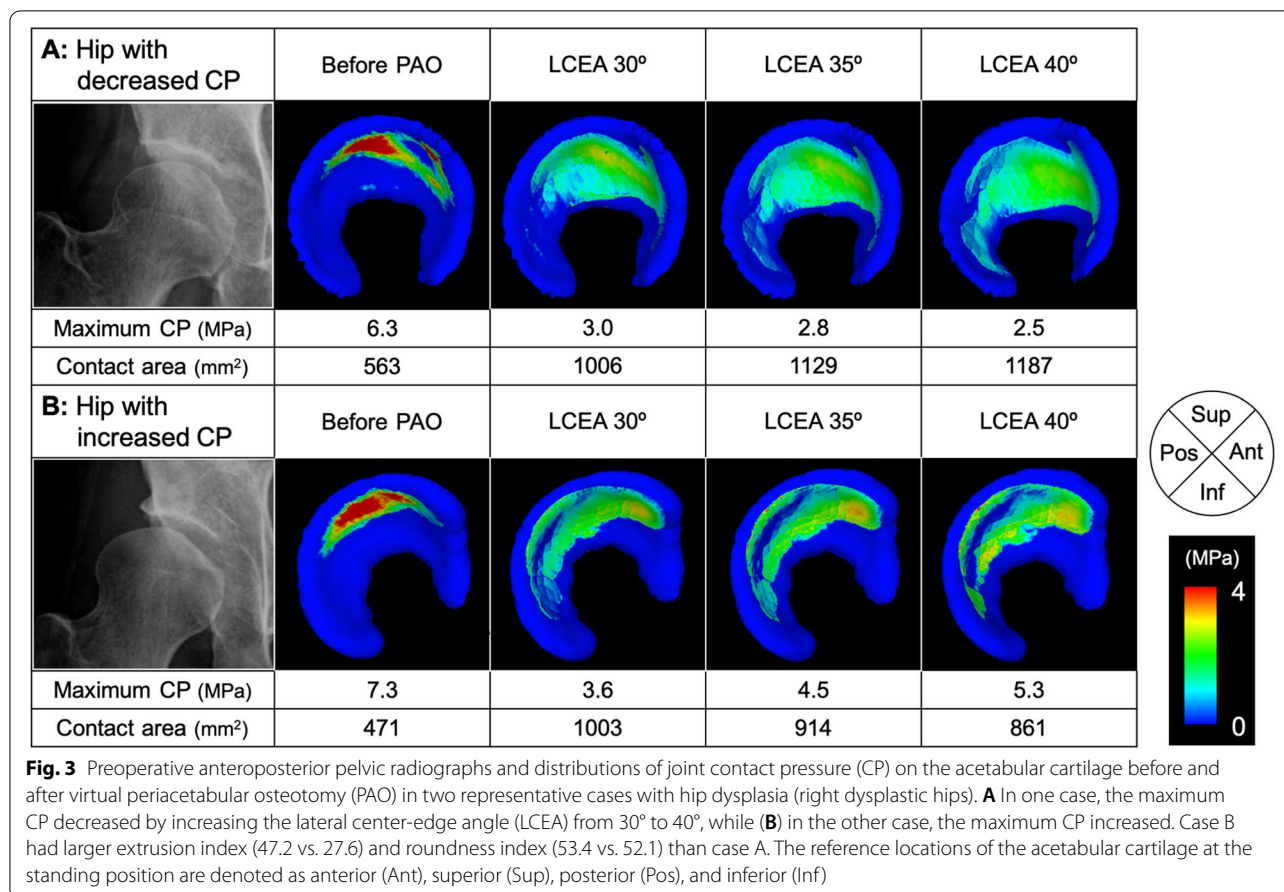 A: Hip with
decreased CP
Before PAO
LCEA 30º
LCEA 35º
LCEA 40º
Maximum CP (MPa)
6.3
3.0
2.8
2.5
Contact area (mm²)
563
1006
1129
1187
B: Hip with
increased CP
Before PAO
LCEA 30º
LCEA 35º
LCEA 40º
Maximum CP (MPa)
7.3
3.6
4.5
5.3
Contact area (mm²)
471
1003
914
861
Sup
Pos
Ant
Inf
(MPa)
4
0
Fig. 3 Preoperative anteroposterior pelvic radiographs and distributions of joint contact pressure (CP) on the acetabular cartilage before and
after virtual periacetabular osteotomy (PAO) in two representative cases with hip dysplasia (right dysplastic hips). A In one case, the maximum
CP decreased by increasing the lateral center-edge angle (LCEA) from 30° to 40°, while (B) in the other case, the maximum CP increased. Case B
had larger extrusion index (47.2 vs. 27.6) and roundness index (53.4 vs. 52.1) than case A. The reference locations of the acetabular cartilage at the
standing position are denoted as anterior (Ant), superior (Sup), posterior (Pos), and inferior (Inf)